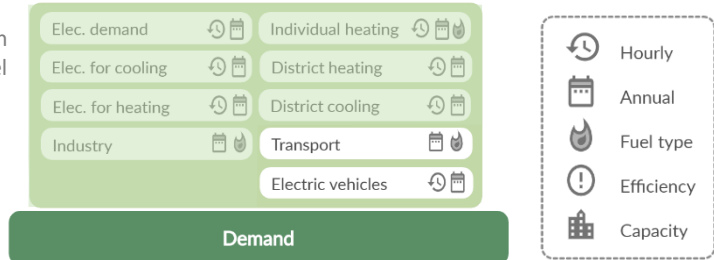 Elec. demand
Individual heating
Elec. for cooling
District heating
Elec. for heating
District cooling
Industry
Transport
Electric vehicles
Demand
Hourly
Annual
Fuel type
Efficiency
Capacity